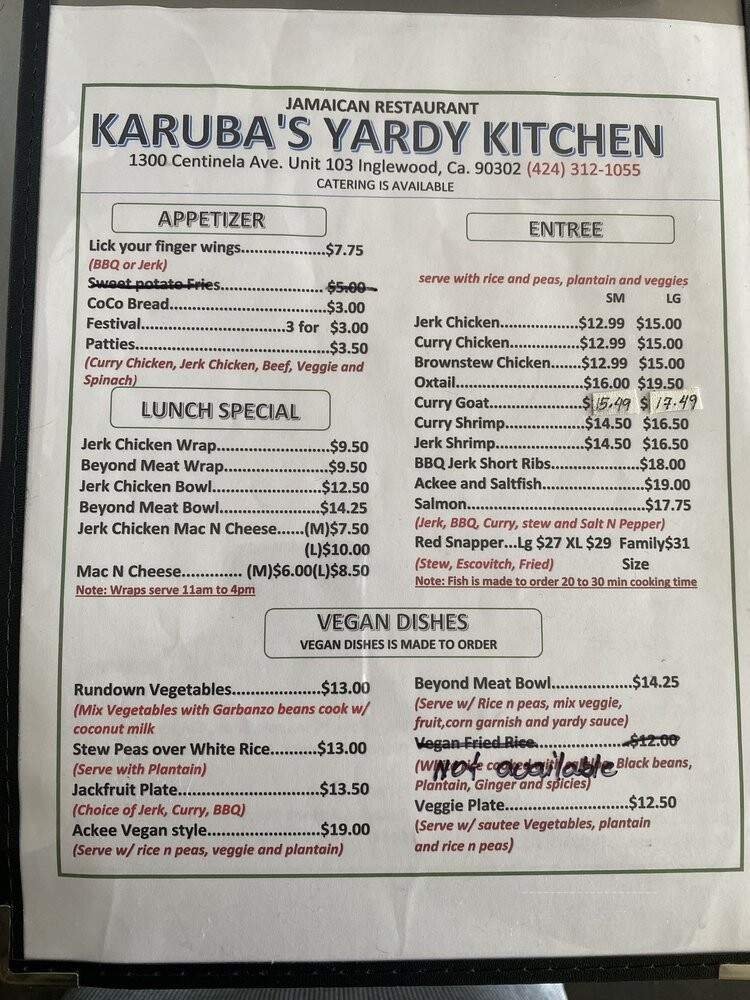 JAMAICAN RESTAURANT
KARUBA'S YARDY KITCHEN
1300 Centinela Ave. Unit 103 Inglewood, Ca. 90302 (424) 312-1055
CATERING IS AVAILABLE
APPETIZER
Lick your finger wings....................$7.75
(BBQ or Jerk)
Sweet potato Fries........................$5.00
CoCo Bread................................$3.00
Festival..................................3 for $3.00
Patties...................................$3.50
(Curry Chicken, Jerk Chicken, Beef, Veggie and
Spinach)
LUNCH SPECIAL
Jerk Chicken Wrap.........................$9.50
Beyond Meat Wrap..........................$9.50
Jerk Chicken Bowl.........................$12.50
Beyond Meat Bowl..........................$14.25
Jerk Chicken Mac N Cheese......(M)$7.50
(L)$10.00
Mac N Cheese............ (M)$6.00(L)$8.50
Note: Wraps serve 11am to 4pm
ENTREE
serve with rice and peas, plantain and veggies
SM LG
Jerk Chicken..............$12.99 $15.00
Curry Chicken.............$12.99 $15.00
Brownstew Chicken.......$12.99 $15.00
Oxtail.......................$16.00 $19.50
Curry Goat.................$15.49 $17.49
Curry Shrimp..............$14.50 $16.50
Jerk Shrimp................$14.50 $16.50
BBQ Jerk Short Ribs....................$18.00
Ackee and Saltfish.......................$19.00
Salmon........................................$17.75
(Jerk, BBQ, Curry, stew and Salt N Pepper)
Red Snapper...Lg $27 XL $29 Family$31
(Stew, Escovitch, Fried) Size
Note: Fish is made to order 20 to 30 min cooking time
VEGAN DISHES
VEGAN DISHES IS MADE TO ORDER
Rundown Vegetables....................$13.00
(Mix Vegetables with Garbanzo beans cook w/
coconut milk
Stew Peas over White Rice..........$13.00
(Serve with Plantain)
Jackfruit Plate..............................$13.50
(Choice of Jerk, Curry, BBQ)
Ackee Vegan style.........................$19.00
(Serve w/ rice n peas, veggie and plantain)
Beyond Meat Bowl.......................$14.25
(Serve w/ Rice n peas, mix veggie,
fruit,corn garnish and yardy sauce)
Vegan Fried Rice..........................$12.00
Black beans,
Not available
Plantain, Ginger and spicies)
Veggie Plate.................................$12.50
(Serve w/ sautee Vegetables, plantain
and rice n peas)